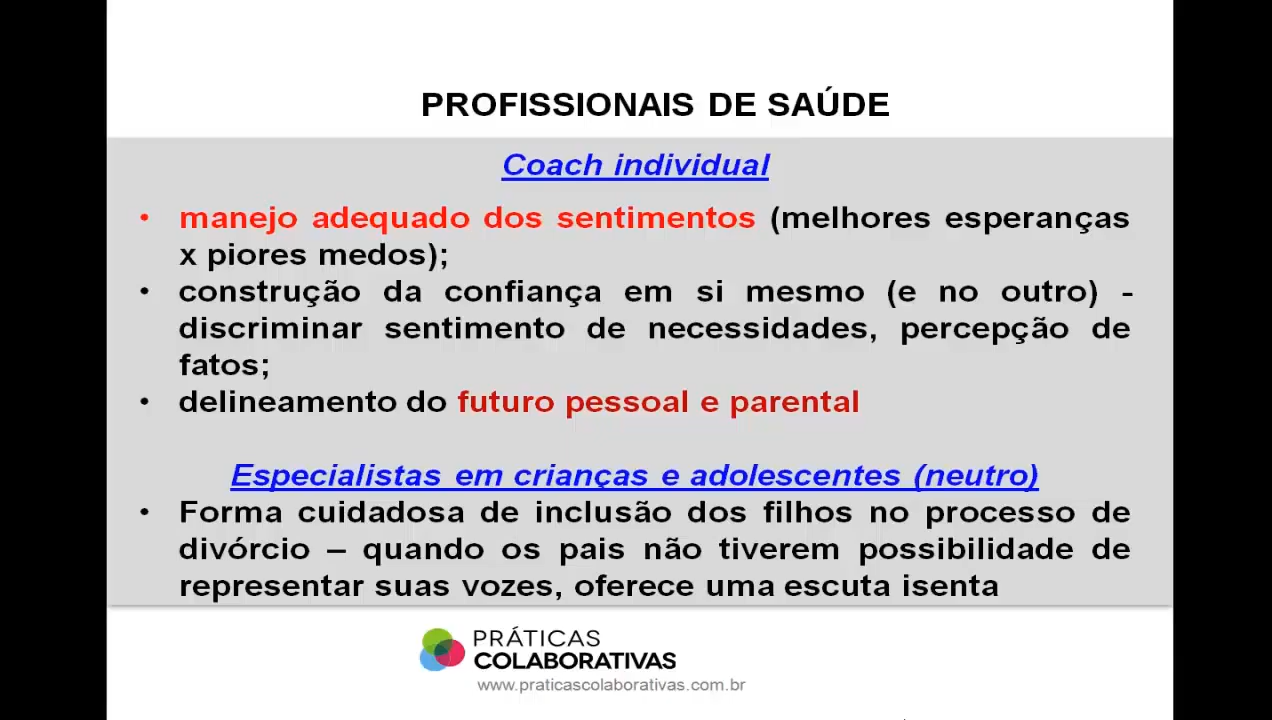 PROFISSIONAIS DE SAÚDE
Coach individual
• manejo adequado dos sentimentos (melhores esperanças
x piores medos);
• construção da confiança em si mesmo (e no outro) -
discriminar sentimento de necessidades, percepção de
fatos;
• delineamento do futuro pessoal e parental
Especialistas em crianças e adolescentes (neutro)
• Forma cuidadosa de inclusão dos filhos no processo de
divórcio – quando os pais não tiverem possibilidade de
representar suas vozes, oferece uma escuta isenta
PRÁTICAS
COLABORATIVAS
www.praticascolaborativas.com.br